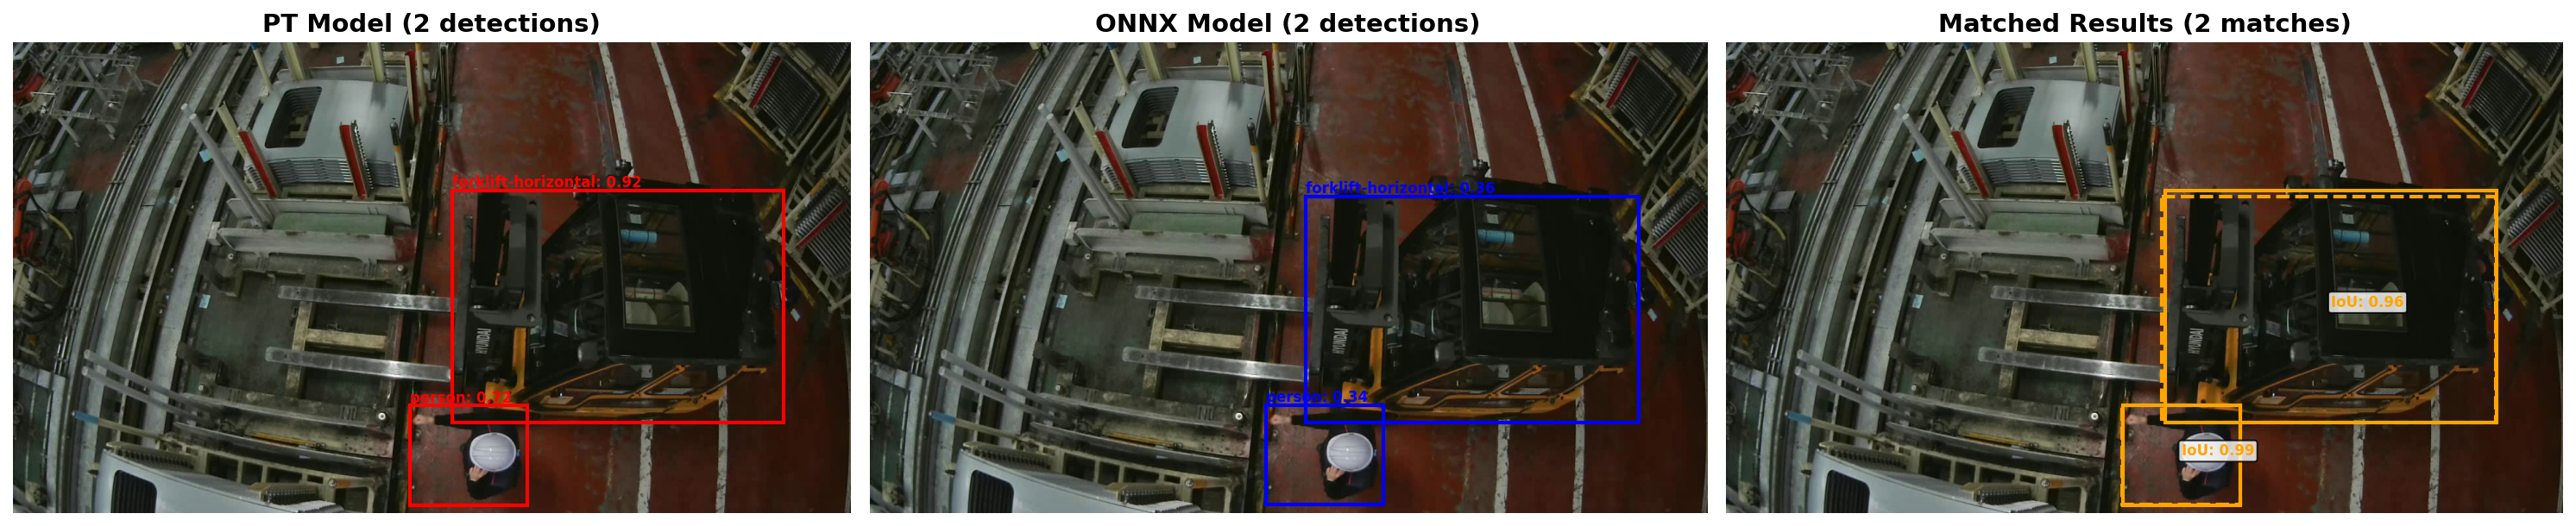 PT Model (2 detections)
forklift-horizontal: 0.92
person: 0.72
ONNX Model (2 detections)
forklift-horizontal: 0.36
person: 0.34
Matched Results (2 matches)
IoU: 0.96
IoU: 0.99